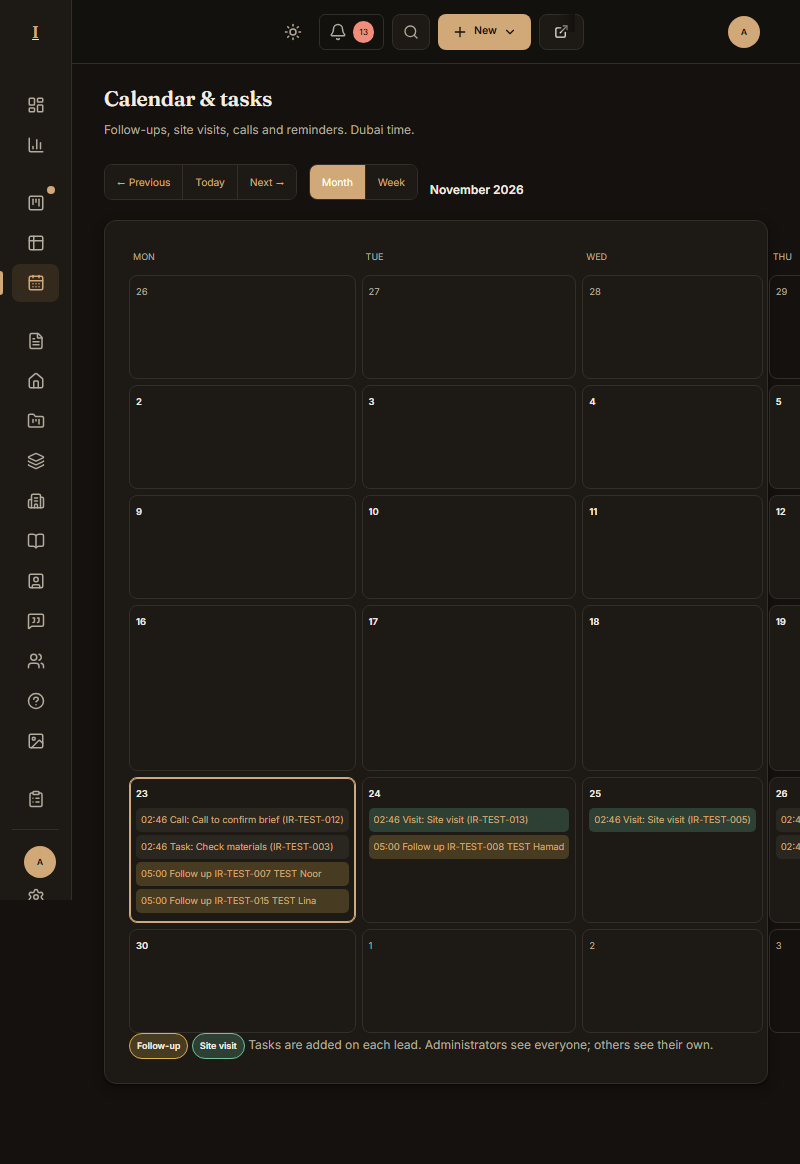 I
13
New
A
Calendar & tasks
Follow-ups, site visits, calls and reminders. Dubai time.
← Previous Today Next → Month Week November 2026
MON TUE WED THU
26 27 28 29
2 3 4 5
9 10 11 12
16 17 18 19
23 24 25 26
02:46 Call: Call to confirm brief (IR-TEST-012) 02:46 Visit: Site visit (IR-TEST-013) 02:46 Visit: Site visit (IR-TEST-005) 02:4
02:46 Task: Check materials (IR-TEST-003) 05:00 Follow up IR-TEST-008 TEST Hamad 02:4
05:00 Follow up IR-TEST-007 TEST Noor
05:00 Follow up IR-TEST-015 TEST Lina
A
30 1 2 3
Follow-up Site visit Tasks are added on each lead. Administrators see everyone; others see their own.